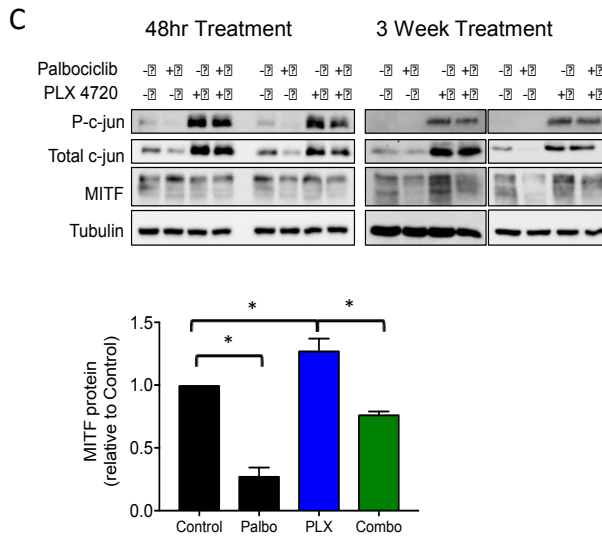 C
48hr Treatment 3 Week Treatment
Palbociclib -⍰ +⍰ -⍰ +⍰ -⍰ +⍰ -⍰ +⍰ -⍰ +⍰ -⍰ +⍰ -⍰ +⍰ -⍰ +⍰
PLX 4720 -⍰ -⍰ +⍰ +⍰ -⍰ -⍰ +⍰ +⍰ -⍰ -⍰ +⍰ +⍰ -⍰ -⍰ +⍰ +⍰
P-c-jun
Total c-jun
MITF
Tubulin
* *
*
1.5
1.0
0.5
0.0
MITF protein
(relative to Control)
Control Palbo PLX Combo